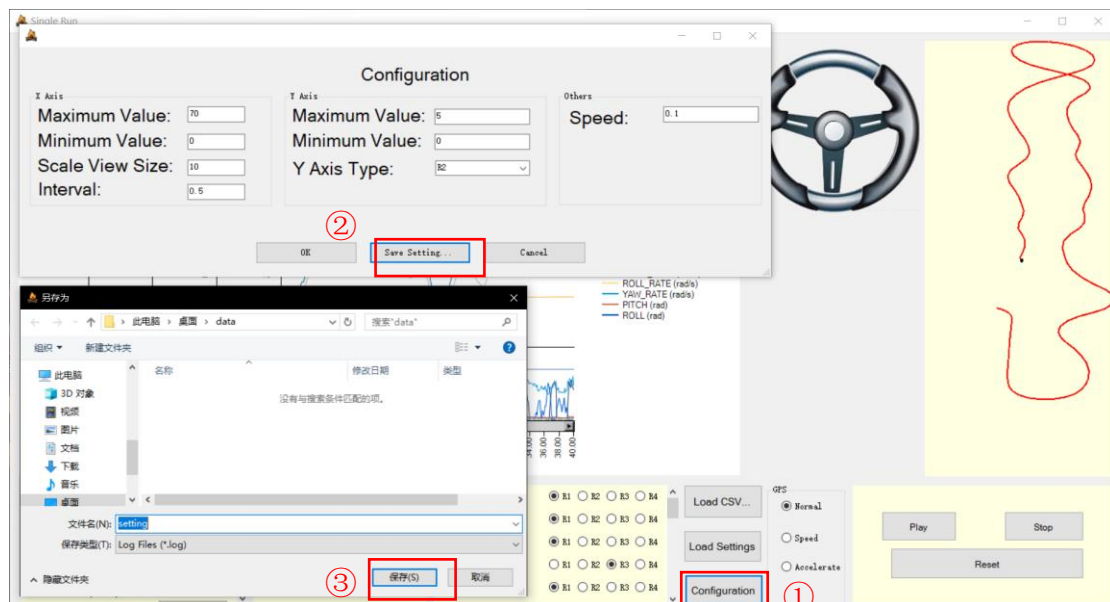 Single Run
Configuration
X Axis
Maximum Value: 70
Minimum Value: 0
Scale View Size: 10
Interval: 0.5
Y Axis
Maximum Value: 5
Minimum Value: 0
Y Axis Type: R2
Others
Speed: 0.1
②
OK
Save Setting...
Cancel
ROLL_RATE (rad/s)
YAW_RATE (rad/s)
PITCH (rad)
ROLL (rad)
另存为
此电脑 › 桌面 › data
搜索"data"
组织
新建文件夹
名称
修改日期
类型
没有与搜索条件匹配的项。
此电脑
3D 对象
视频
图片
文档
下载
音乐
桌面
文件名(N): setting
保存类型(T): Log Files (*.log)
隐藏文件夹
③
保存(S)
取消
34.00
36.00
38.00
40.00
R1 R2 R3 R4
R1 R2 R3 R4
R1 R2 R3 R4
R1 R2 R3 R4
R1 R2 R3 R4
Load CSV...
Load Settings
Configuration
①
GPS
Normal
Speed
Accelerate
Play
Stop
Reset